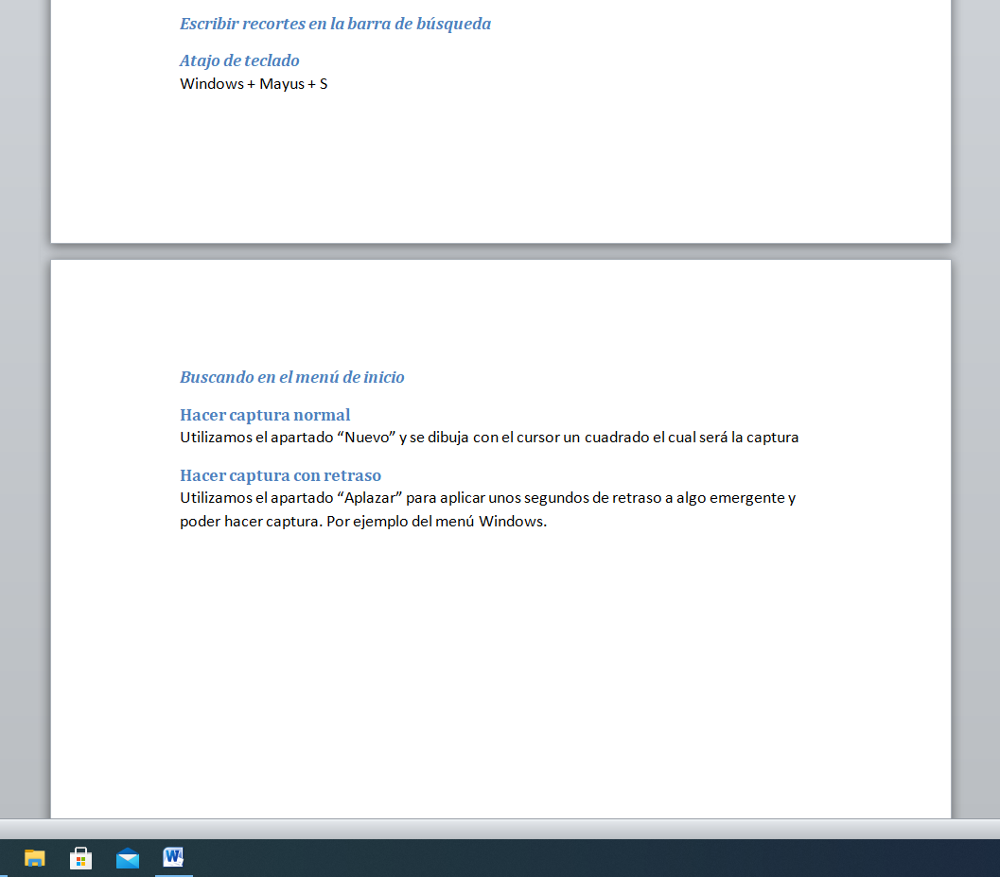 Escribir recortes en la barra de búsqueda
Atajo de teclado
Windows + Mayus + S
Buscando en el menú de inicio
Hacer captura normal
Utilizamos el apartado “Nuevo” y se dibuja con el cursor un cuadrado el cual será la captura
Hacer captura con retraso
Utilizamos el apartado “Aplazar” para aplicar unos segundos de retraso a algo emergente y
poder hacer captura. Por ejemplo del menú Windows.
W